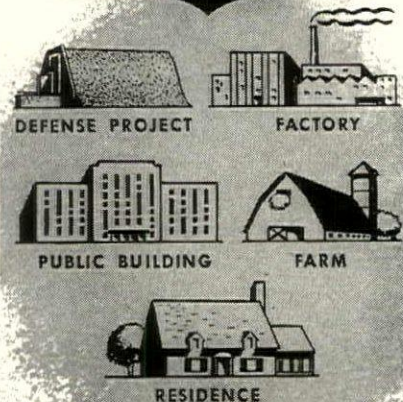 DEFENSE PROJECT
FACTORY
PUBLIC BUILDING
FARM
RESIDENCE